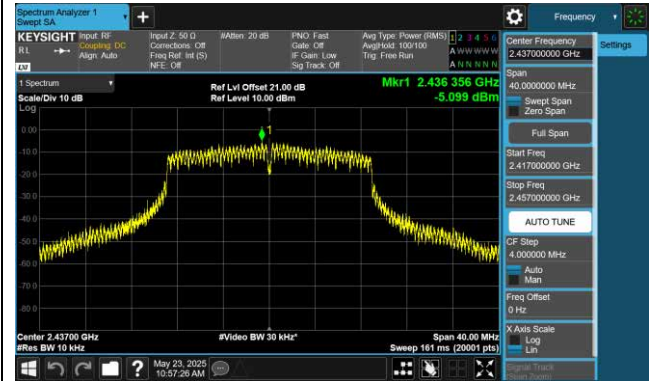 Spectrum Analyzer 1
Swept SA
+
Frequency
KEYSIGHT
RL
LXI
Input: RF
Coupling: DC
Align: Auto
Input Z: 50 Ω
Corrections: Off
Freq Ref: Int (S)
NFE: Off
#Atten: 20 dB
PNO: Fast
Gate: Off
IF Gain: Low
Sig Track: Off
Avg Type: Power (RMS)
Avg|Hold: 100/100
Trig: Free Run
1 2 3 4 5 6
A W W W W W
A N N N N N
1 Spectrum
Scale/Div 10 dB
Log
Ref Lvl Offset 21.00 dB
Ref Level 10.00 dBm
Mkr1 2.436 356 GHz
-5.099 dBm
1
0.00
-10.0
-20.0
-30.0
-40.0
-50.0
-60.0
-70.0
-80.0
Center 2.43700 GHz
#Res BW 10 kHz
#Video BW 30 kHz*
Span 40.00 MHz
Sweep 161 ms (20001 pts)
May 23, 2025
10:57:26 AM
?
Center Frequency
2.437000000 GHz
Span
40.0000000 MHz
Swept Span
Zero Span
Full Span
Start Freq
2.417000000 GHz
Stop Freq
2.457000000 GHz
AUTO TUNE
CF Step
4.000000 MHz
Auto
Man
Freq Offset
0 Hz
X Axis Scale
Log
Lin
Signal Track
(Span Zoom)
Settings